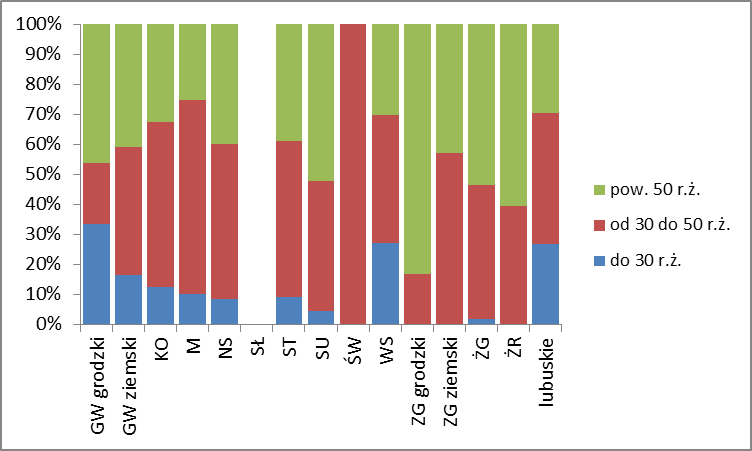 100%
90%
80%
70%
60%
50%
40%
30%
20%
10%
0%
GW grodzki
GW ziemski
KO
M
NS
SŁ
ST
SU
ŚW
WS
ZG grodzki
ZG ziemski
ŻG
ŻR
lubuskie
pow. 50 r.ż.
od 30 do 50 r.ż.
do 30 r.ż.